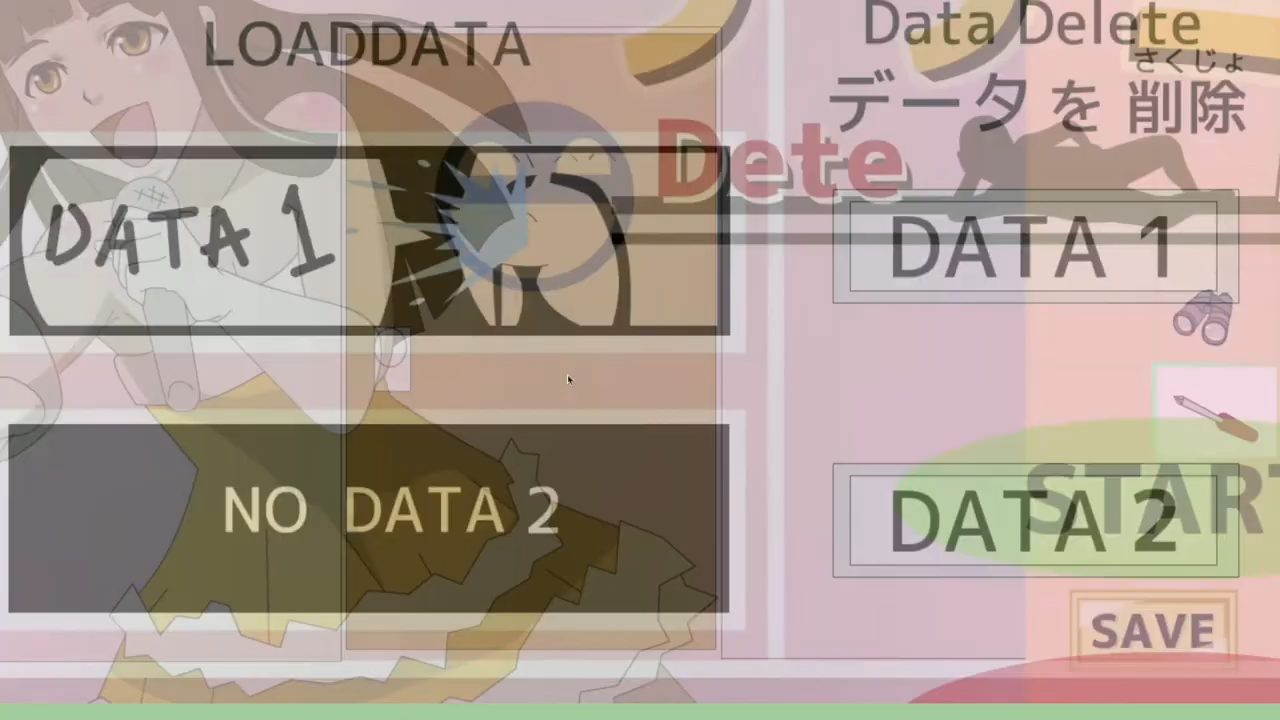 LOADDATA
Data Delete
さくじょ
データを削除
Dete
DATA 1
DATA 1
NO DATA 2
DATA 2
START
SAVE